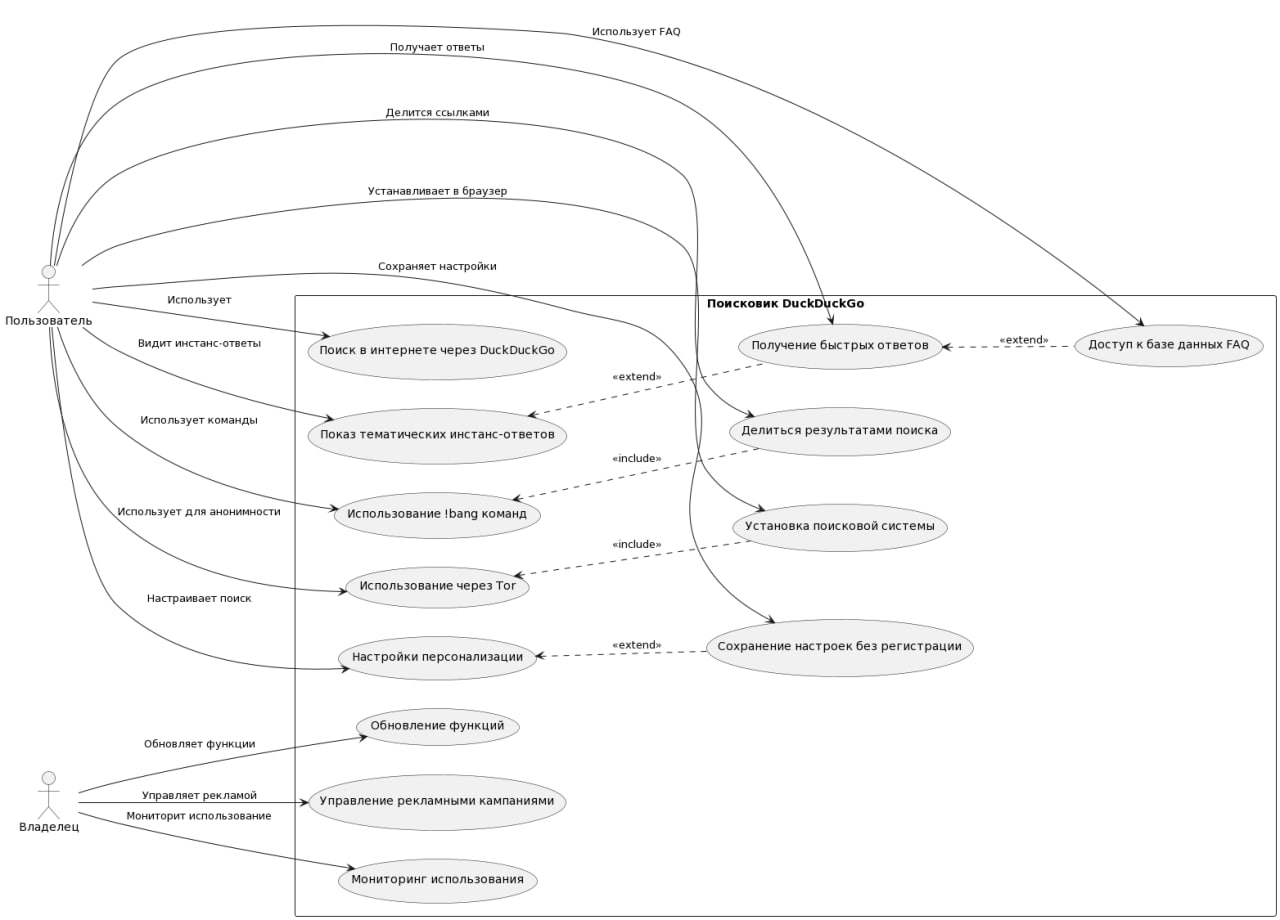 Использует FAQ
Получает ответы
Делится ссылками
Устанавливает в браузер
Сохраняет настройки
Использует
Поисковик DuckDuckGo
Пользователь
Видит инстанс-ответы
Поиск в интернете через DuckDuckGo
Получение быстрых ответов
«extend»
Доступ к базе данных FAQ
«extend»
Использует команды
Показ тематических инстанс-ответов
Делиться результатами поиска
«include»
Использует для анонимности
Использование !bang команд
Установка поисковой системы
«include»
Использование через Tor
Настраивает поиск
Настройки персонализации
«extend»
Сохранение настроек без регистрации
Обновляет функции
Обновление функций
Управляет рекламой
Управление рекламными кампаниями
Мониторит использование
Владелец
Мониторинг использования